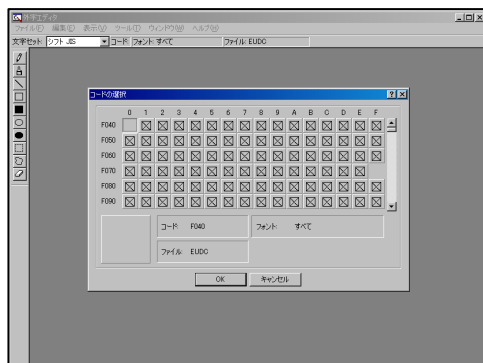 外字エディタ
ファイル(F) 編集(E) 表示(V) ツール(T) ウィンドウ(W) ヘルプ(H)
文字セット: シフト JIS コード: フォント: すべて ファイル: EUDC
コードの選択
0 1 2 3 4 5 6 7 8 9 A B C D E F
F040
F050
F060
F070
F080
F090
コード: F040 フォント: すべて
ファイル: EUDC
OK キャンセル